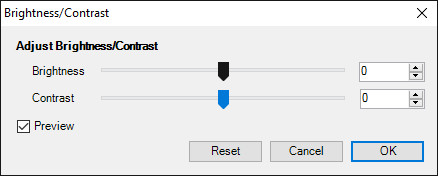 Brightness/Contrast
Adjust Brightness/Contrast
Brightness 0
Contrast 0
Preview
Reset Cancel OK